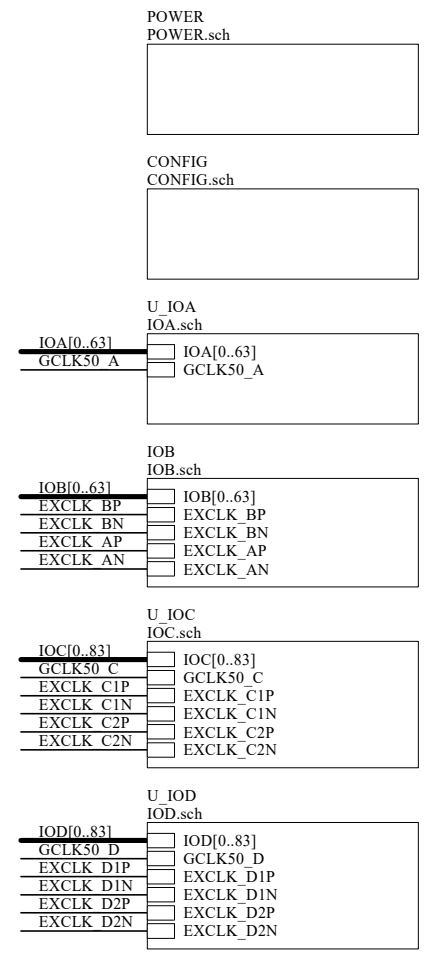 POWER
POWER.sch
CONFIG
CONFIG.sch
U_IOA
IOA.sch
IOA[0..63] IOA[0..63]
GCLK50_A GCLK50_A
IOB
IOB.sch
IOB[0..63] IOB[0..63]
EXCLK_BP EXCLK_BP
EXCLK_BN EXCLK_BN
EXCLK_AP EXCLK_AP
EXCLK_AN EXCLK_AN
U_IOC
IOC.sch
IOC[0..83] IOC[0..83]
GCLK50_C GCLK50_C
EXCLK_C1P EXCLK_C1P
EXCLK_C1N EXCLK_C1N
EXCLK_C2P EXCLK_C2P
EXCLK_C2N EXCLK_C2N
U_IOD
IOD.sch
IOD[0..83] IOD[0..83]
GCLK50_D GCLK50_D
EXCLK_D1P EXCLK_D1P
EXCLK_D1N EXCLK_D1N
EXCLK_D2P EXCLK_D2P
EXCLK_D2N EXCLK_D2N